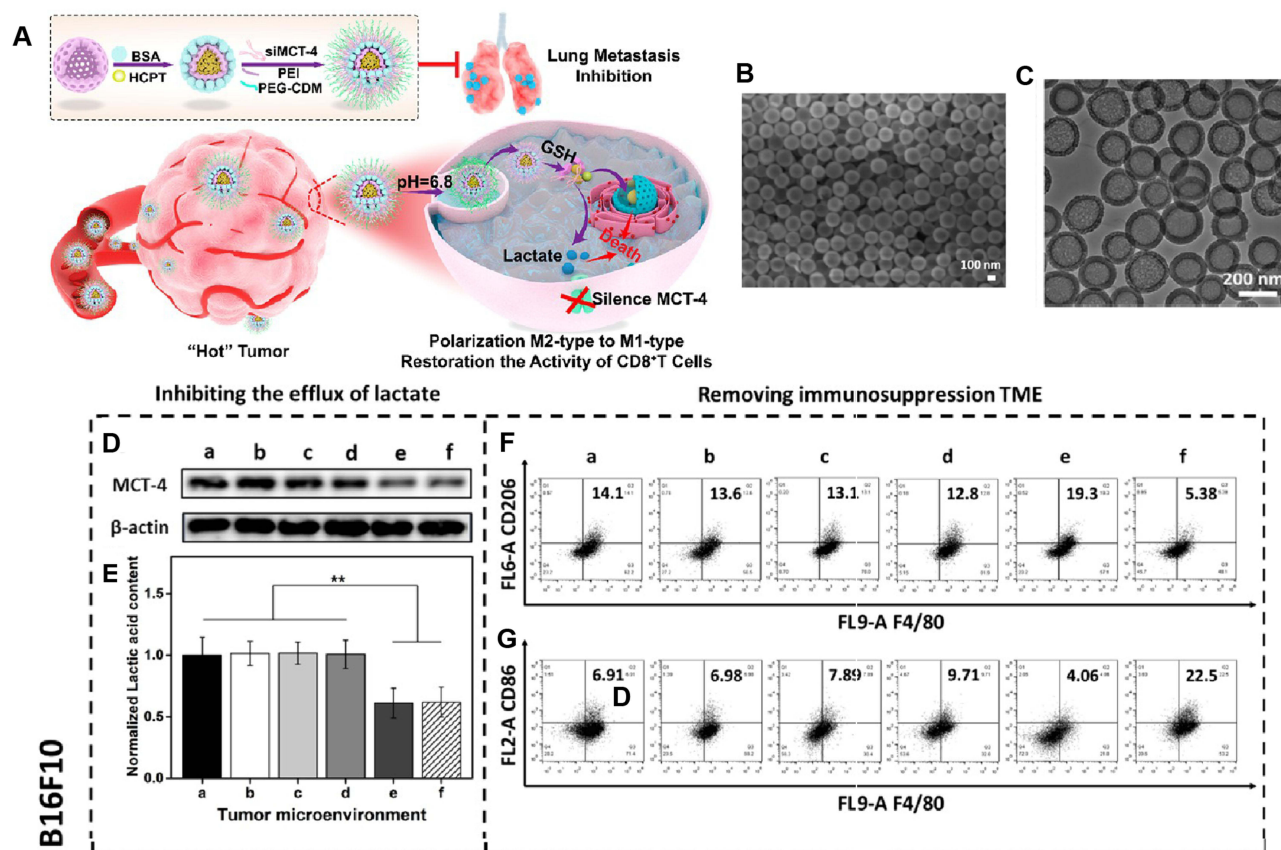 A
BSA
HCPT
siMCT-4
PEI
PEG-CDM
Lung Metastasis
Inhibition
pH=6.8
GSH
Lactate
Death
Silence MCT-4
"Hot" Tumor
Polarization M2-type to M1-type
Restoration the Activity of CD8⁺T Cells
B
100 nm
C
200 nm
Inhibiting the efflux of lactate
Removing immunosuppression TME
D
a b c d e f
MCT-4
β-actin
E
**
Normalized Lactic acid content
1.5
1.0
0.5
0.0
a b c d e f
Tumor microenvironment
B16F10
F
a b c d e f
FL6-A CD206
14.1 13.6 13.1 12.8 19.3 5.38
FL9-A F4/80
G
D
FL2-A CD86
6.91 6.98 7.89 9.71 4.06 22.5
FL9-A F4/80